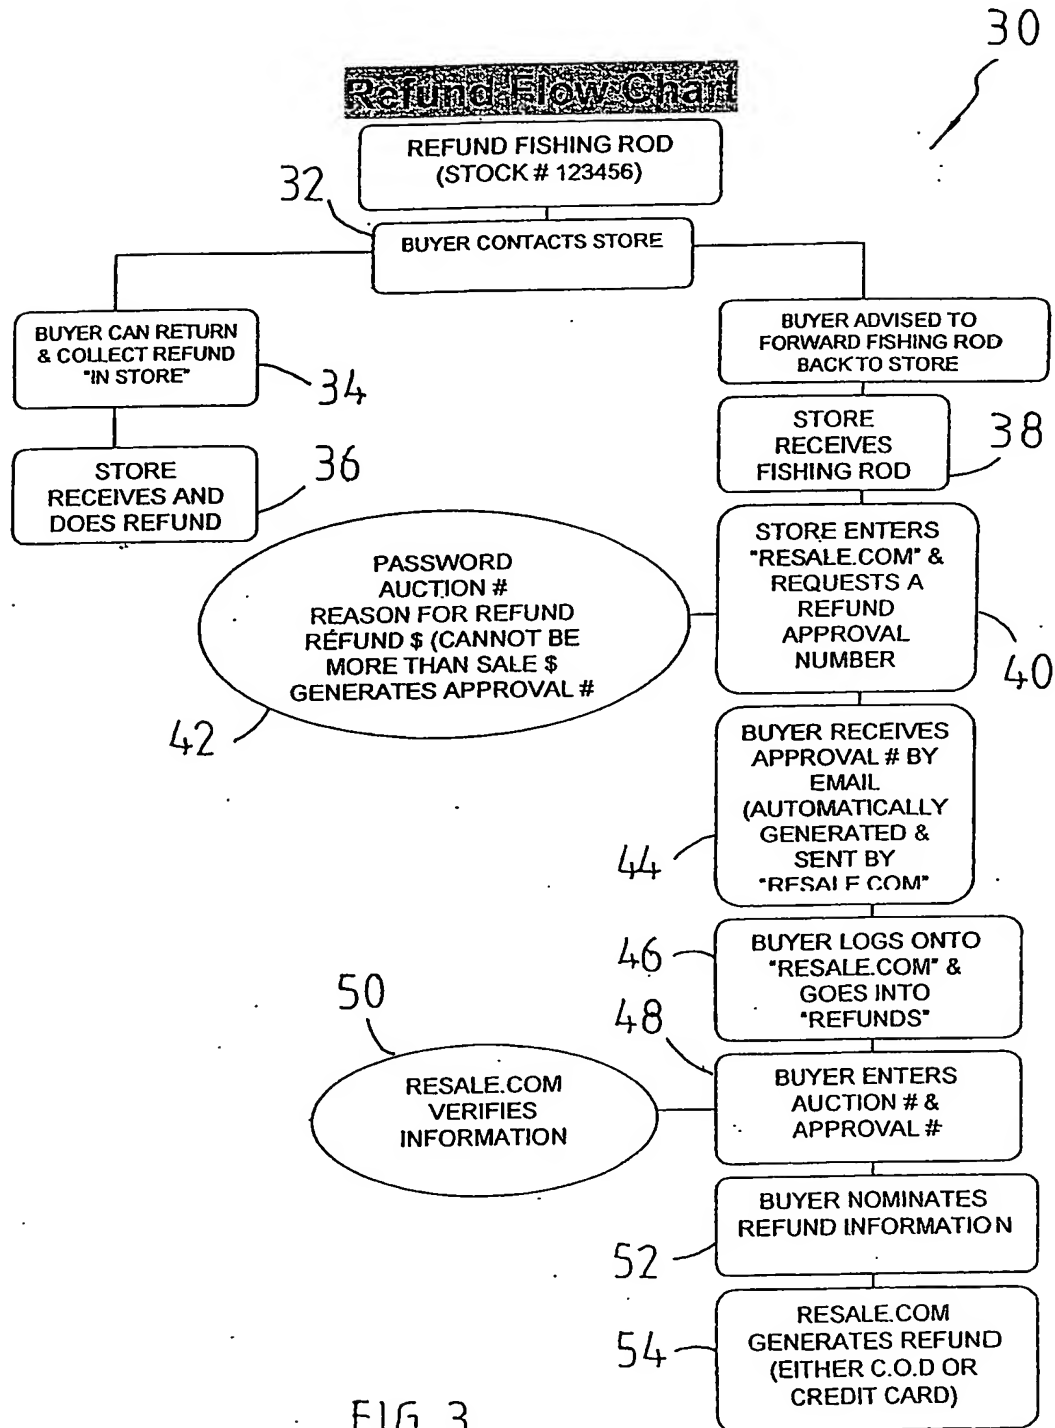 30
Refund Flow Chart
REFUND FISHING ROD
(STOCK # 123456)
32
BUYER CONTACTS STORE
BUYER CAN RETURN
& COLLECT REFUND
"IN STORE"
34
STORE
RECEIVES AND
DOES REFUND
36
BUYER ADVISED TO
FORWARD FISHING ROD
BACK TO STORE
STORE
RECEIVES
FISHING ROD
38
STORE ENTERS
"RESALE.COM" &
REQUESTS A
REFUND
APPROVAL
NUMBER
40
PASSWORD
AUCTION #
REASON FOR REFUND
REFUND $ (CANNOT BE
MORE THAN SALE $
GENERATES APPROVAL #
42
BUYER RECEIVES
APPROVAL # BY
EMAIL
(AUTOMATICALLY
GENERATED &
SENT BY
"RESALE.COM"
44
BUYER LOGS ONTO
"RESALE.COM" &
GOES INTO
"REFUNDS"
46
48
BUYER ENTERS
AUCTION # &
APPROVAL #
50
RESALE.COM
VERIFIES
INFORMATION
BUYER NOMINATES
REFUND INFORMATION
52
RESALE.COM
GENERATES REFUND
(EITHER C.O.D OR
CREDIT CARD)
54
FIG 3